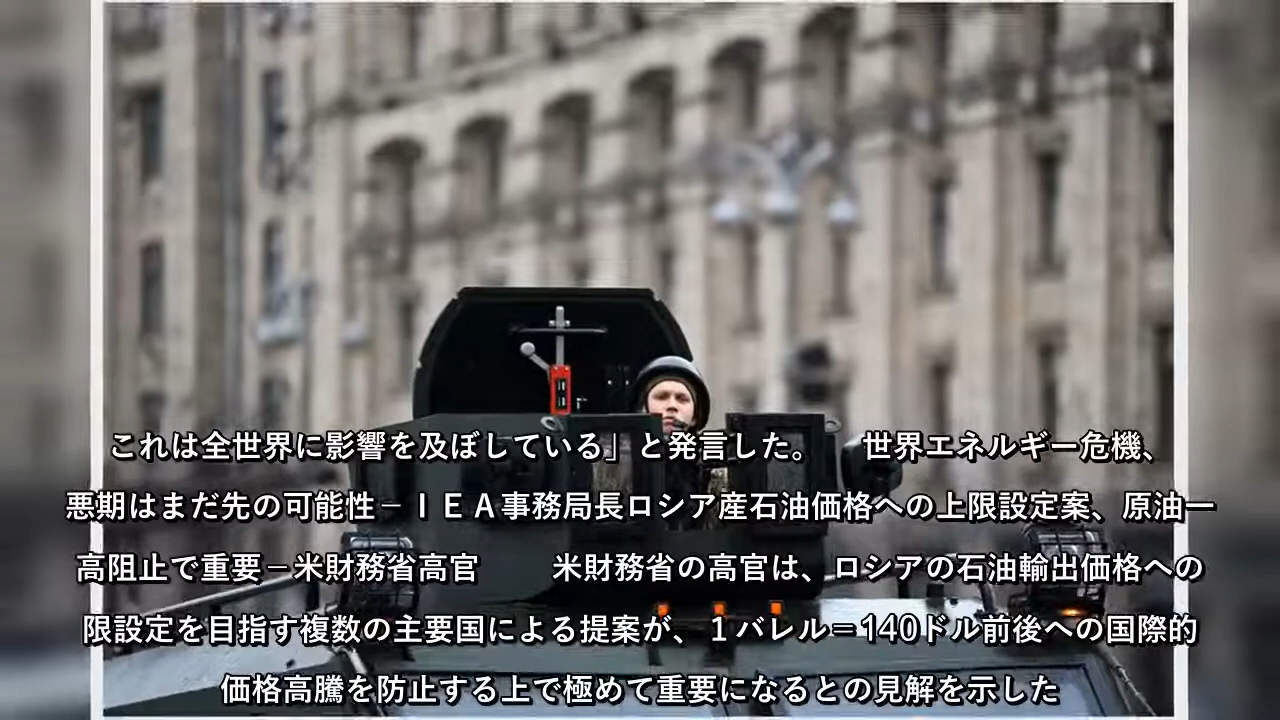 これは全世界に影響を及ぼしている」と発言した。　　世界エネルギー危機、
悪期はまだ先の可能性－ＩＥＡ事務局長ロシア産石油価格への上限設定案、原油一
高阻止で重要－米財務省高官　　　米財務省の高官は、ロシアの石油輸出価格への
限設定を目指す複数の主要国による提案が、１バレル＝140ドル前後への国際的
価格高騰を防止する上で極めて重要になるとの見解を示した